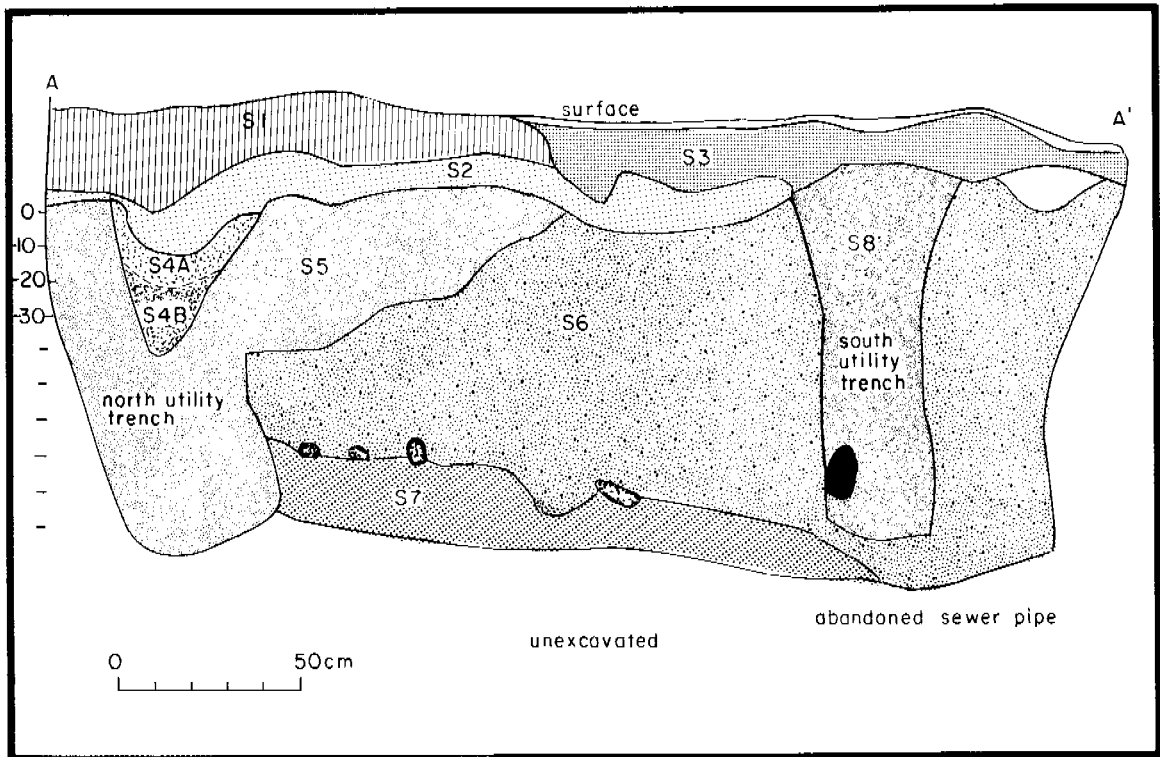 A
surface
A'
S1
S3
S2
0
-10
-20
-30
S4A
S4B
S5
S8
S6
south
utility
trench
north utility
trench
S7
abandoned sewer pipe
unexcavated
0 50cm